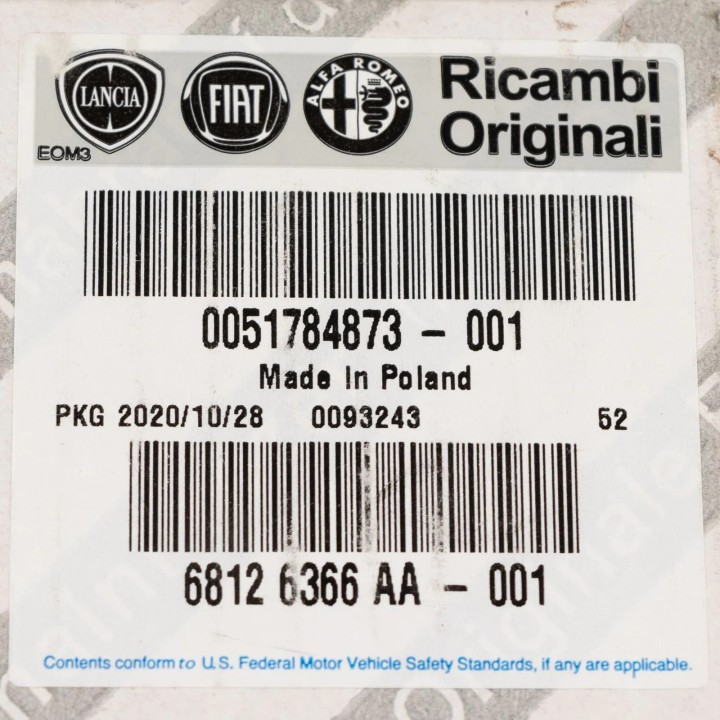 LANCIA FIAT ALFA ROMEO Ricambi
EOM3 Originali
0051784873 - 001
Made In Poland
PKG 2020/10/28 0093243 52
6812 6366 AA - 001
Contents conform to U.S. Federal Motor Vehicle Safety Standards, if any are applicable.